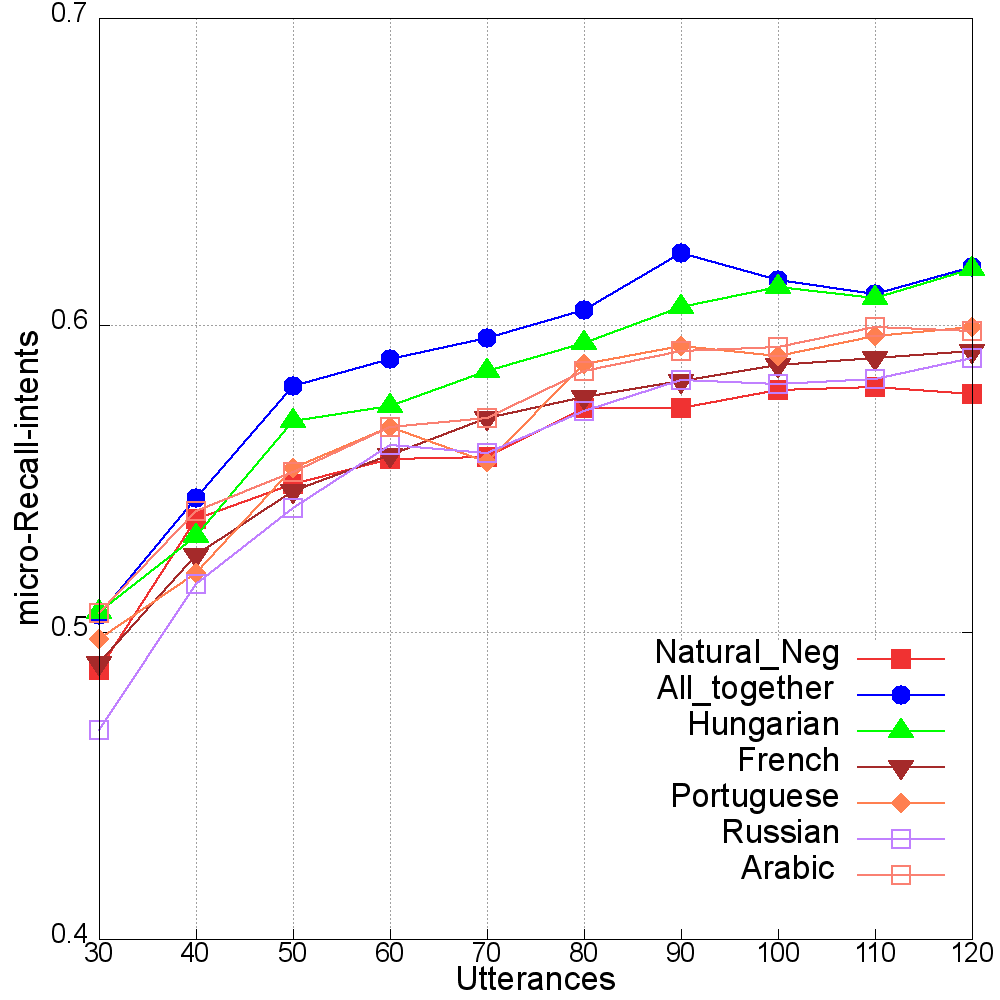 0.7
0.6
0.5
0.4
micro-Recall-intents
Natural_Neg
All_together
Hungarian
French
Portuguese
Russian
Arabic
30 40 50 60 70 80 90 100 110 120
Utterances